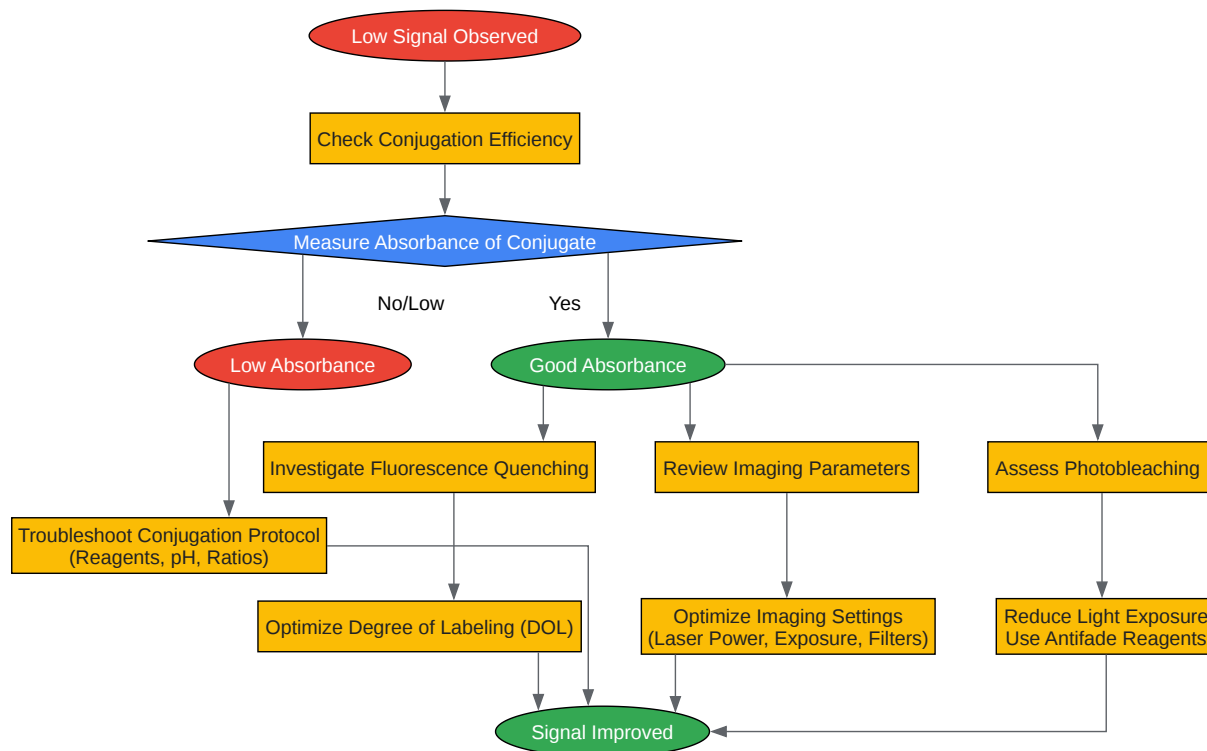 Low Signal Observed
Check Conjugation Efficiency
Measure Absorbance of Conjugate
No/Low
Yes
Low Absorbance
Good Absorbance
Investigate Fluorescence Quenching
Review Imaging Parameters
Assess Photobleaching
Troubleshoot Conjugation Protocol
(Reagents, pH, Ratios)
Optimize Degree of Labeling (DOL)
Optimize Imaging Settings
(Laser Power, Exposure, Filters)
Reduce Light Exposure
Use Antifade Reagents
Signal Improved